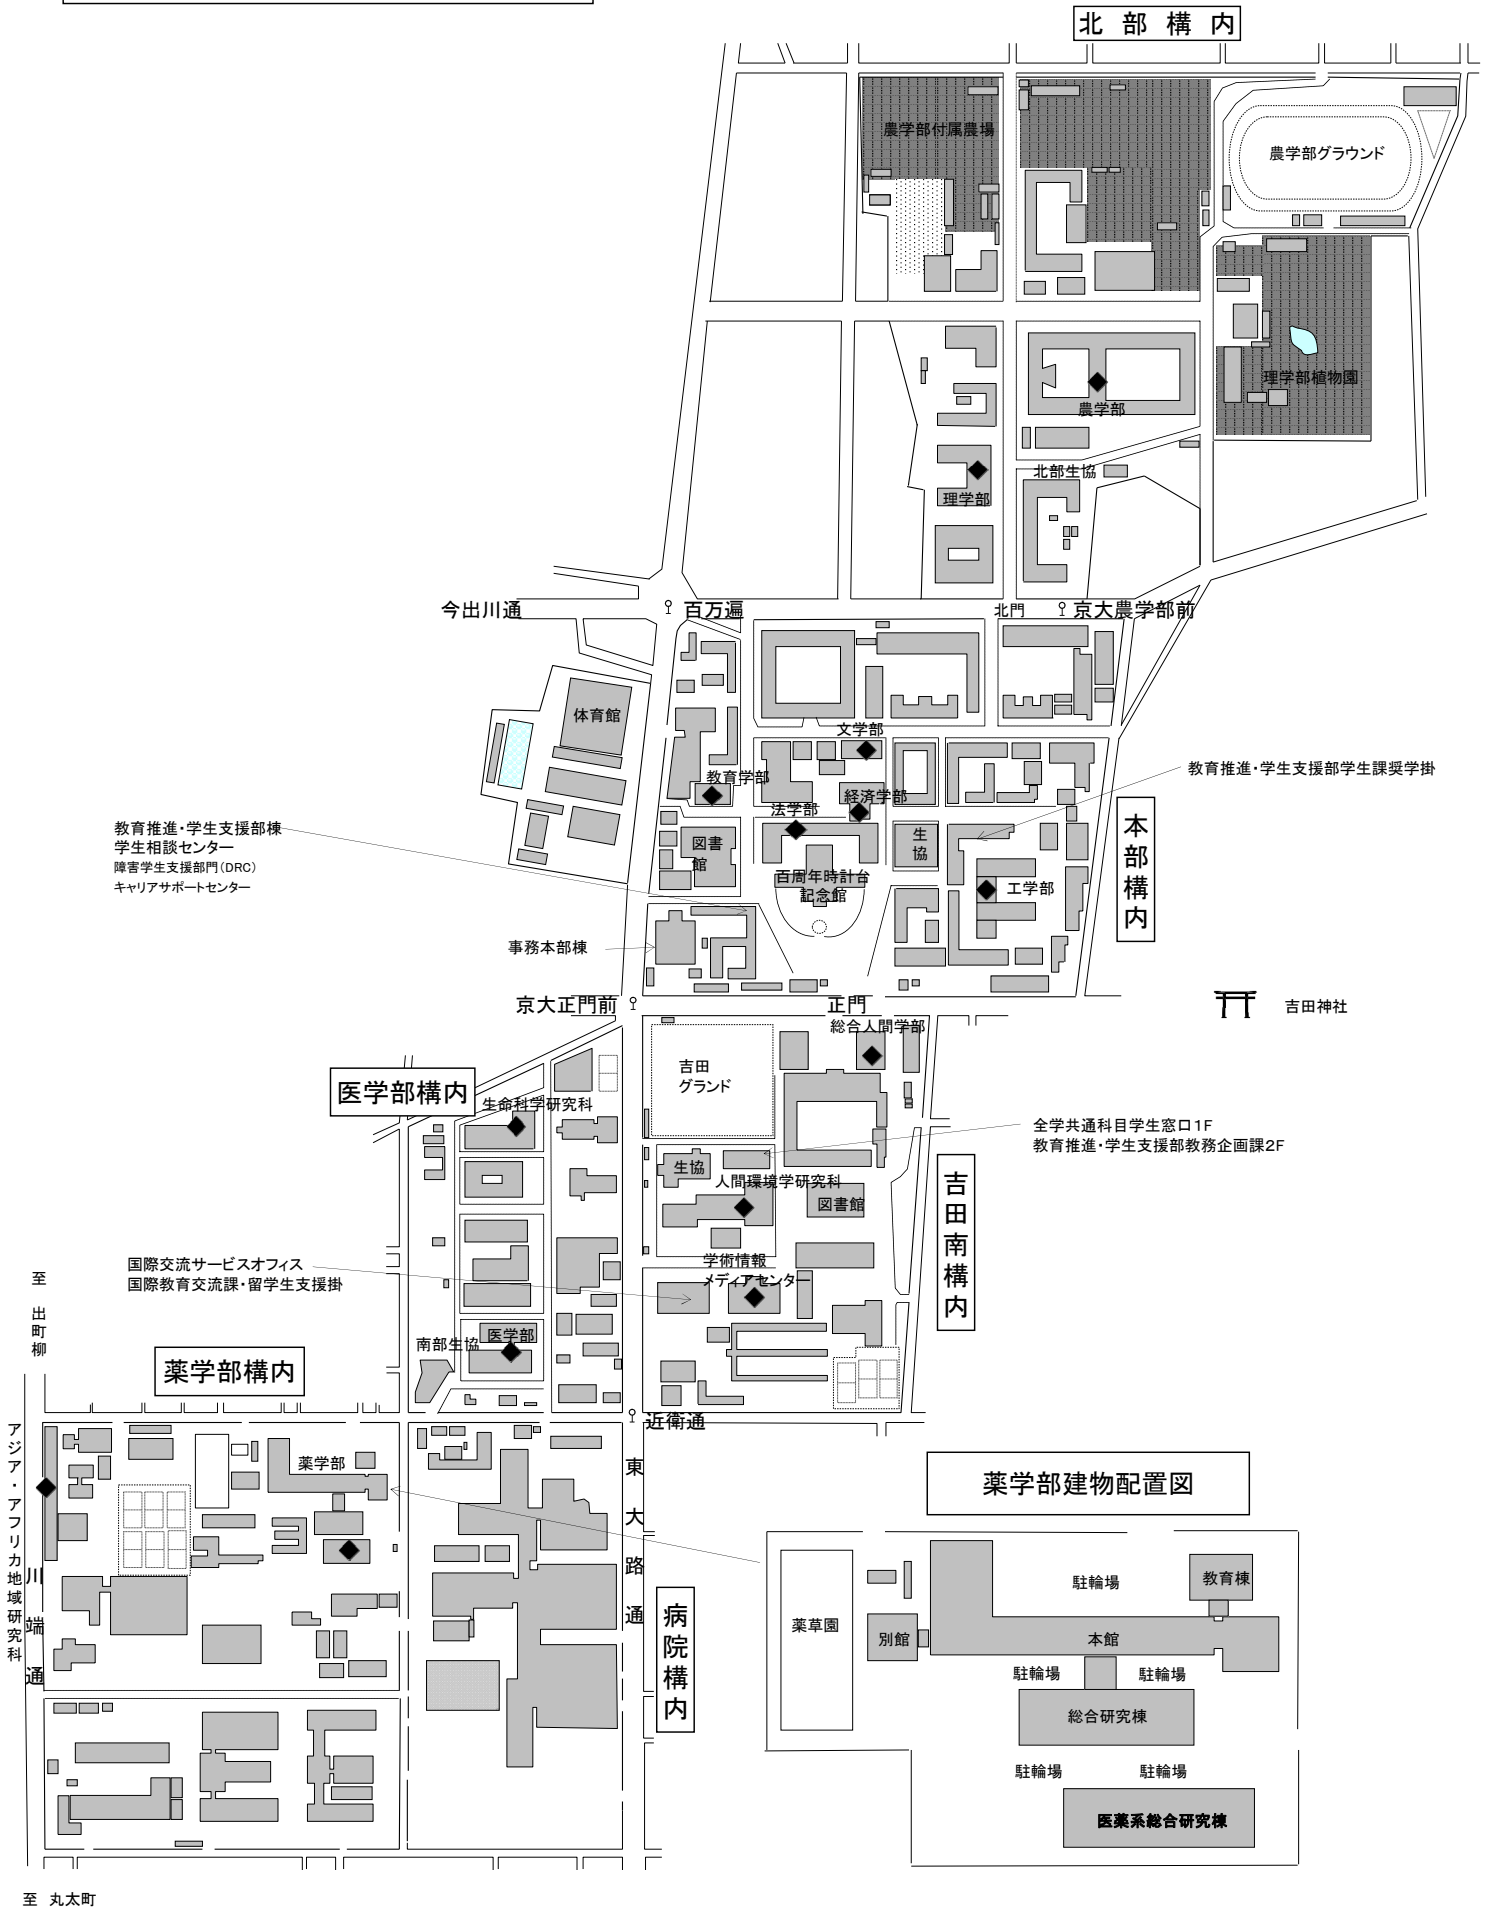 北部構内
農学部付属農場
農学部グラウンド
理学部植物園
農学部
北部生協
理学部
今出川通
百万遍
北門
京大農学部前
体育館
文学部
教育学部
経済学部
法学部
教育推進・学生支援部学生課奨学掛
本部構内
教育推進・学生支援部棟
学生相談センター
障害学生支援部門(DRC)
キャリアサポートセンター
図書
館
生
協
百周年時計台
記念館
工学部
事務本部棟
京大正門前
正門
吉田神社
総合人間学部
吉田
グランド
医学部構内
生命科学研究科
全学共通科目学生窓口1F
教育推進・学生支援部教務企画課2F
生協
人間環境学研究科
図書館
吉田南構内
国際交流サービスオフィス
国際教育交流課・留学生支援掛
学術情報
メディアセンター
至 出町柳
南部生協
医学部
薬学部構内
近衛通
アジア・アフリカ地域研究科
川端通
薬学部
東大路通
病院構内
薬学部建物配置図
駐輪場
教育棟
薬草園
別館
本館
駐輪場
駐輪場
総合研究棟
駐輪場
駐輪場
医薬系総合研究棟
至 丸太町